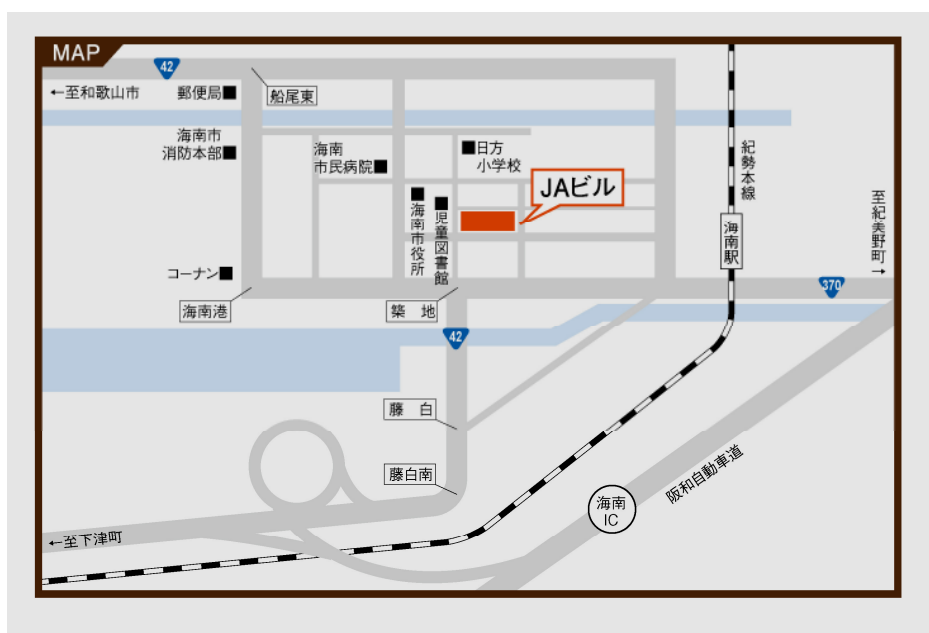 MAP
42
←至和歌山市
郵便局■
船尾東
海南市
消防本部■
海南
市民病院■
■日方
小学校
JAビル
紀勢本線
至紀美野町→
■海南市役所
■児童図書館
海南駅
コーナン■
370
海南港
築 地
42
藤 白
藤白南
阪和自動車道
海南
IC
←至下津町